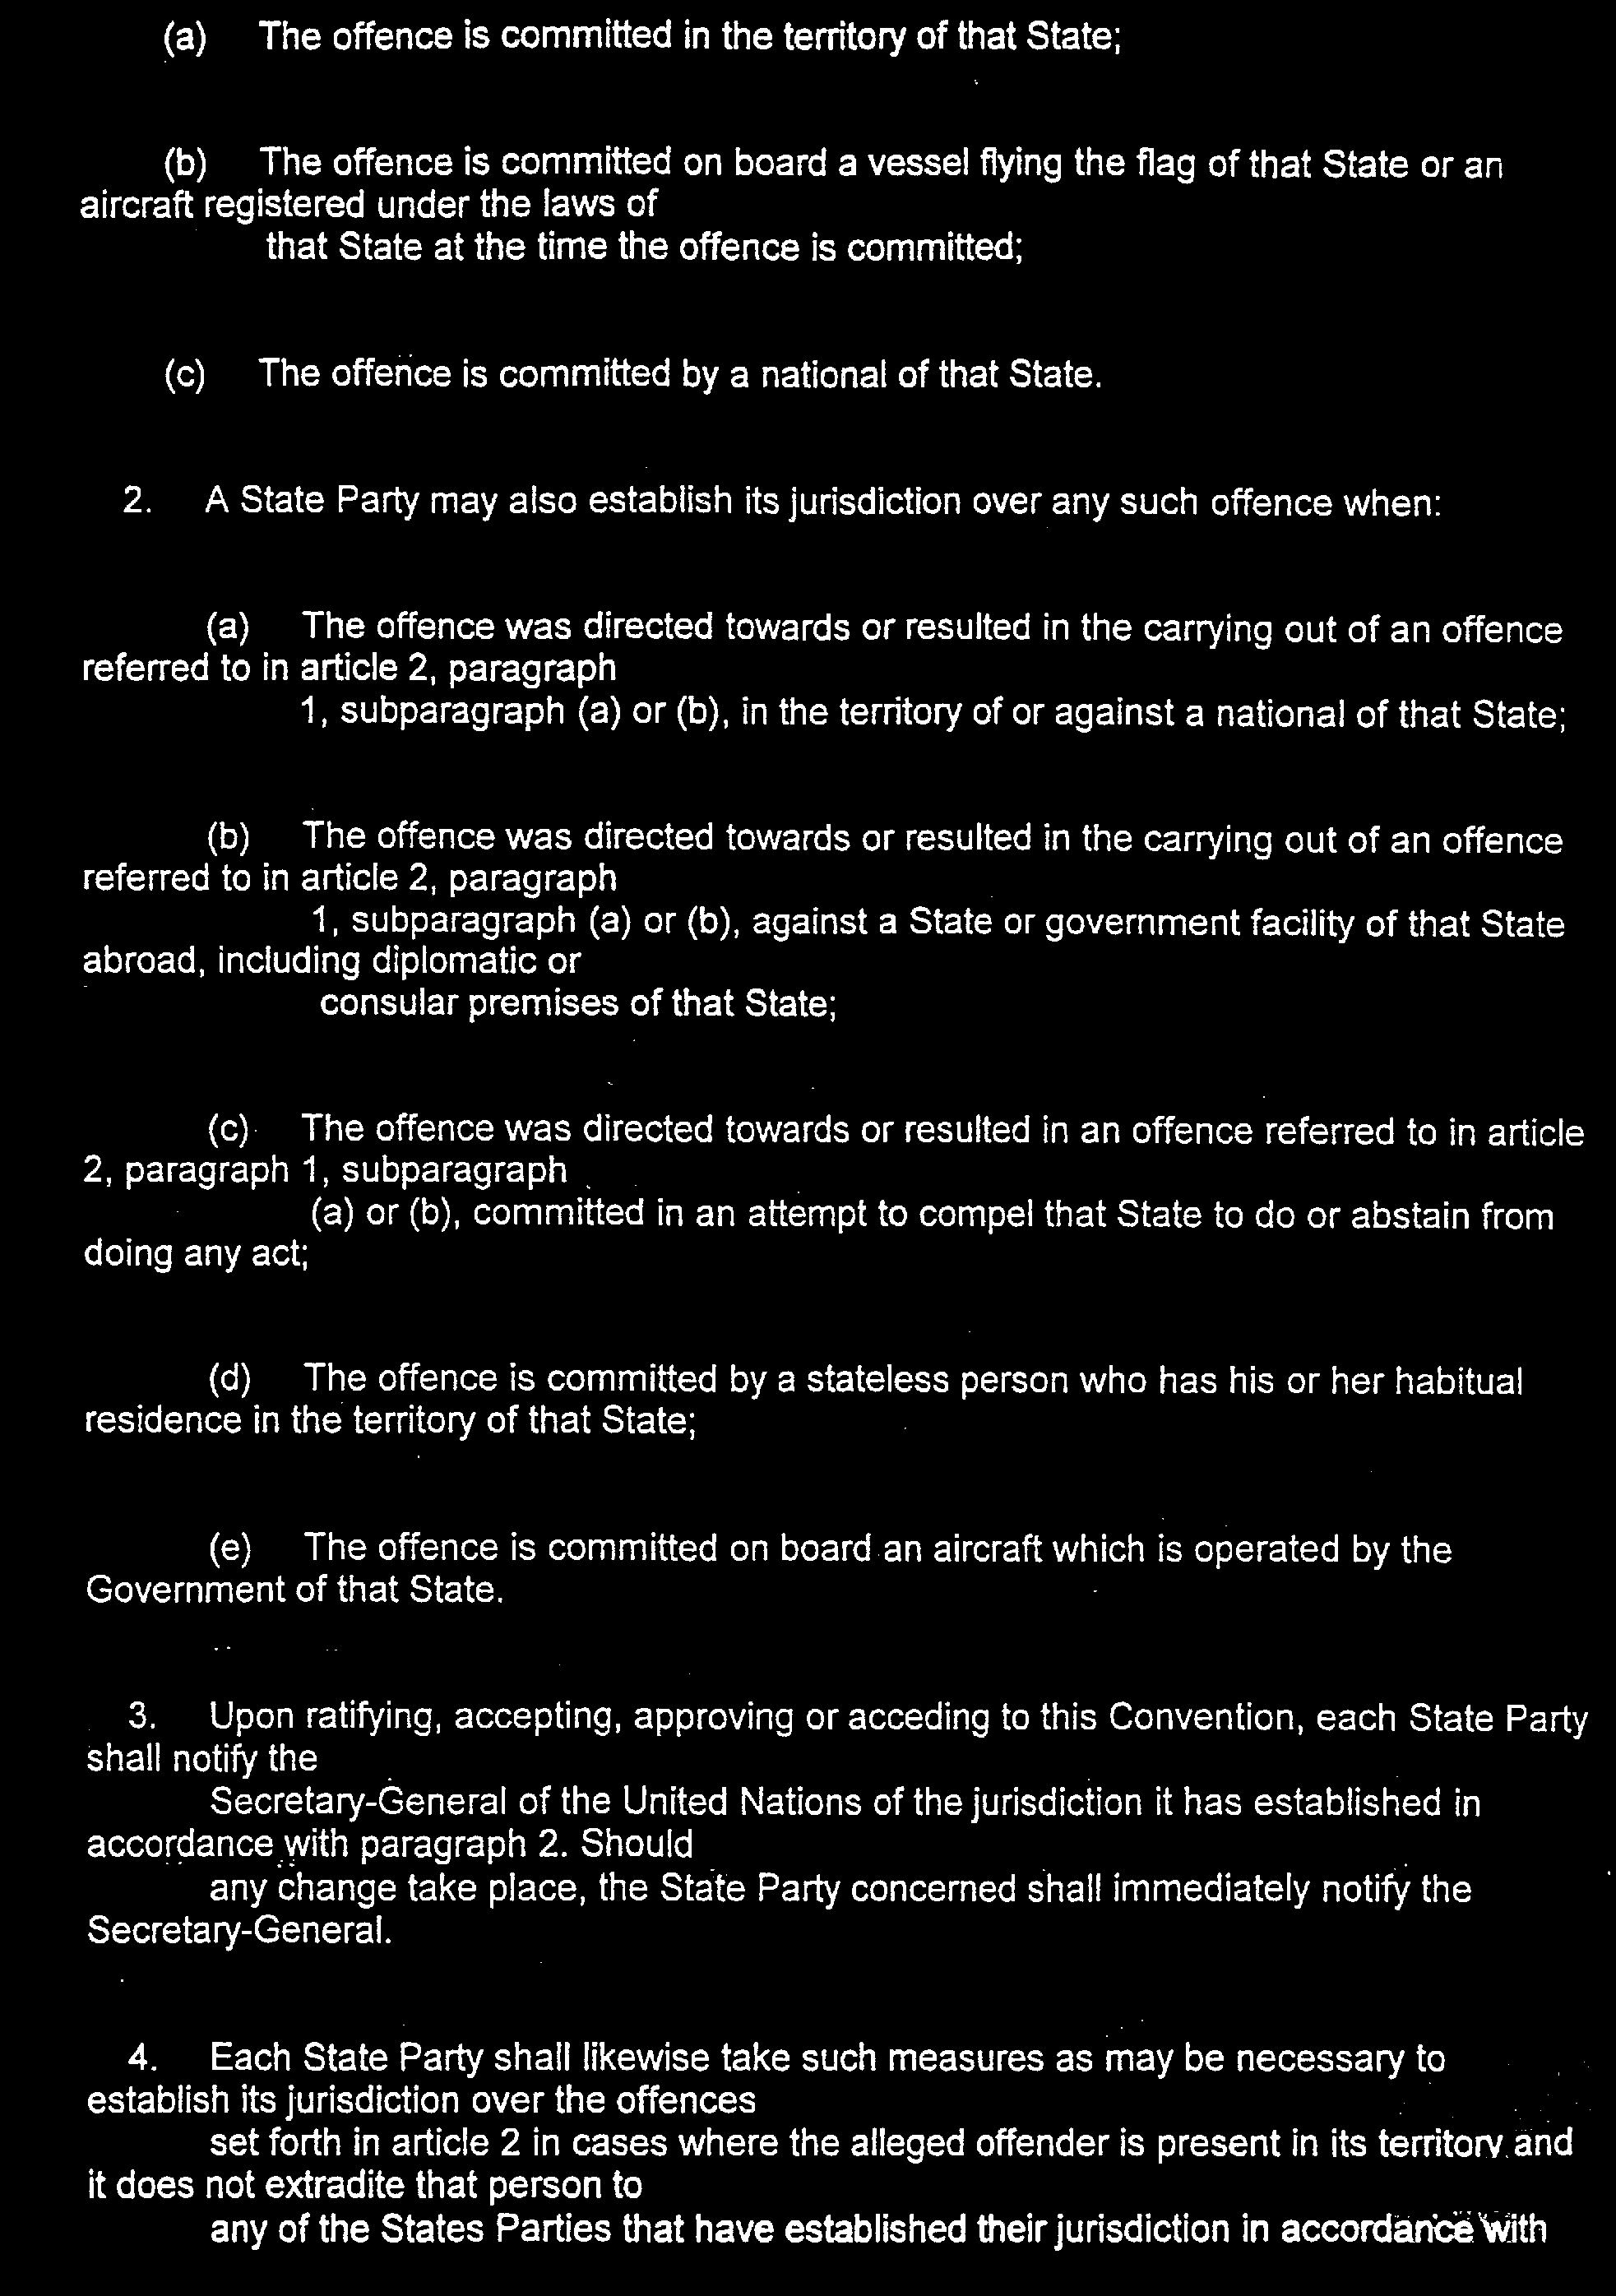 (a) The offence is committed in the territory of that State;
(b) The offence is committed on board a vessel flying the flag of that State or an
aircraft registered under the laws of
that State at the time the offence is committed;
(c) The offence is committed by a national of that State.
2. A State Party may also establish its jurisdiction over any such offence when:
(a) The offence was directed towards or resulted in the carrying out of an offence
referred to in article 2, paragraph
1, subparagraph (a) or (b), in the territory of or against a national of that State;
(b) The offence was directed towards or resulted in the carrying out of an offence
referred to in article 2, paragraph
1, subparagraph (a) or (b), against a State or government facility of that State
abroad, including diplomatic or
consular premises of that State;
(c) The offence was directed towards or resulted in an offence referred to in article
2, paragraph 1, subparagraph
(a) or (b), committed in an attempt to compel that State to do or abstain from
doing any act;
(d) The offence is committed by a stateless person who has his or her habitual
residence in the territory of that State;
(e) The offence is committed on board an aircraft which is operated by the
Government of that State.
3. Upon ratifying, accepting, approving or acceding to this Convention, each State Party
shall notify the
Secretary-General of the United Nations of the jurisdiction it has established in
accordance with paragraph 2. Should
any change take place, the State Party concerned shall immediately notify the
Secretary-General.
4. Each State Party shall likewise take such measures as may be necessary to
establish its jurisdiction over the offences
set forth in article 2 in cases where the alleged offender is present in its territory and
it does not extradite that person to
any of the States Parties that have established their jurisdiction in accordance with